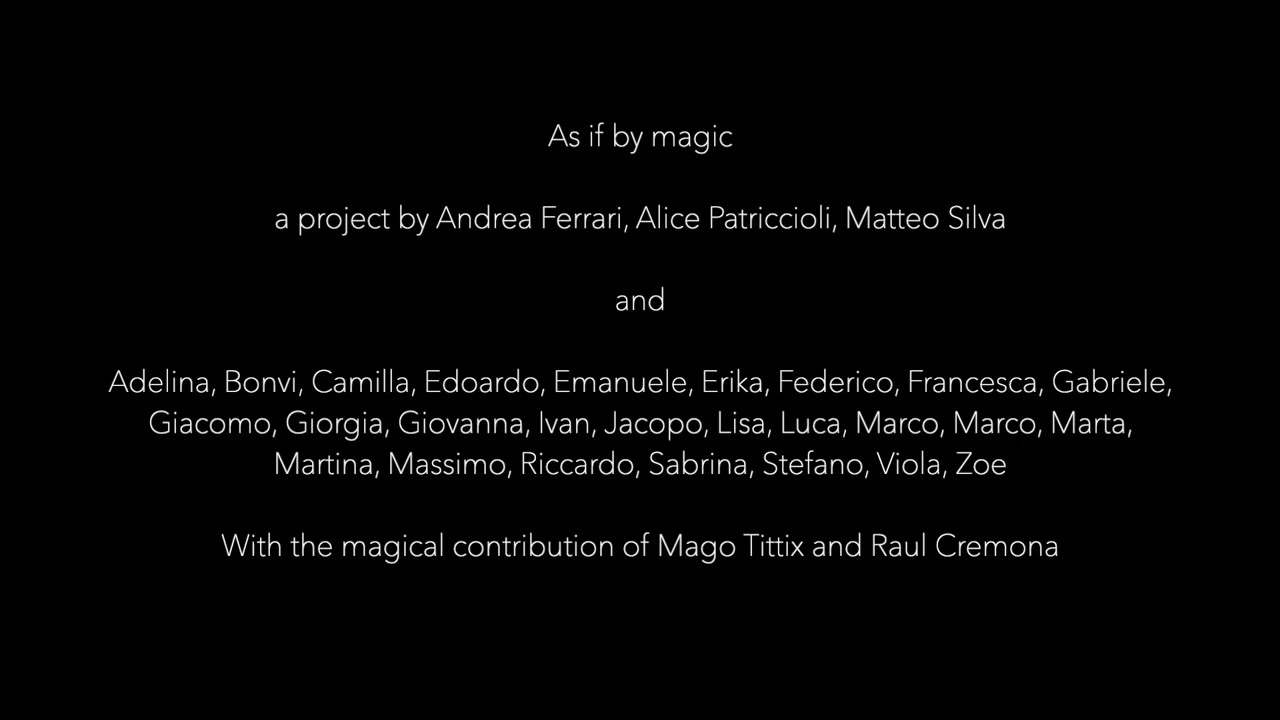 As if by magic
a project by Andrea Ferrari, Alice Patriccioli, Matteo Silva
and
Adelina, Bonvi, Camilla, Edoardo, Emanuele, Erika, Federico, Francesca, Gabriele,
Giacomo, Giorgia, Giovanna, Ivan, Jacopo, Lisa, Luca, Marco, Marco, Marta,
Martina, Massimo, Riccardo, Sabrina, Stefano, Viola, Zoe
With the magical contribution of Mago Tittix and Raul Cremona